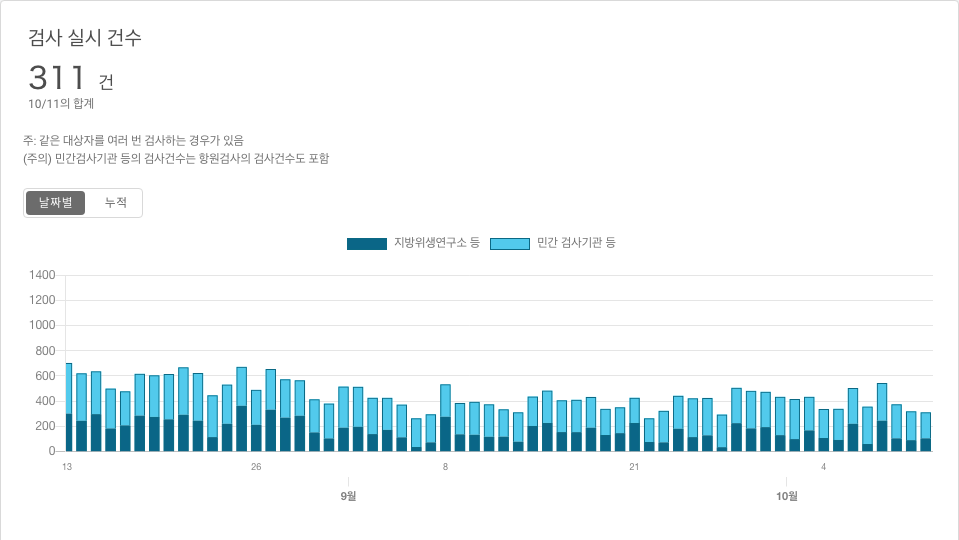 검사 실시 건수
311 건
10/11의 합계
주: 같은 대상자를 여러 번 검사하는 경우가 있음
(주의) 민간검사기관 등의 검사건수는 항원검사의 검사건수도 포함
날짜별 누적
지방위생연구소 등 민간 검사기관 등
1400
1200
1000
800
600
400
200
0
13 26 8 21 4
9월 10월